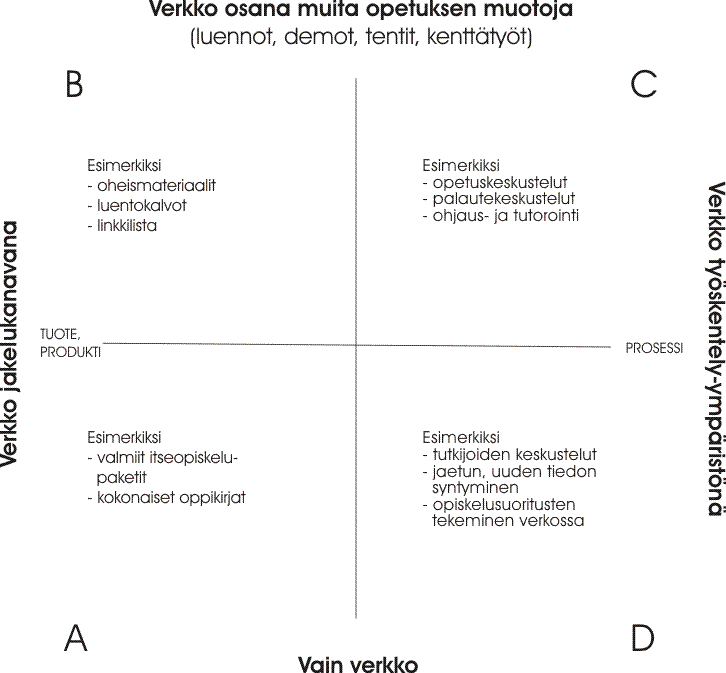 Verkko osana muita opetuksen muotoja
(luennot, demot, tentit, kenttätyöt)
B
C
Esimerkiksi
- oheismateriaalit
- luentokalvot
- linkkilista
Esimerkiksi
- opetuskeskustelut
- palautekeskustelut
- ohjaus- ja tutorointi
Verkko jakelukanavana
Verkko työskentely-ympäristönä
TUOTE,
PRODUKTI
PROSESSI
Esimerkiksi
- valmiit itseopiskelu-
paketit
- kokonaiset oppikirjat
Esimerkiksi
- tutkijoiden keskustelut
- jaetun, uuden tiedon
syntyminen
- opiskelusuoritusten
tekeminen verkossa
A
D
Vain verkko